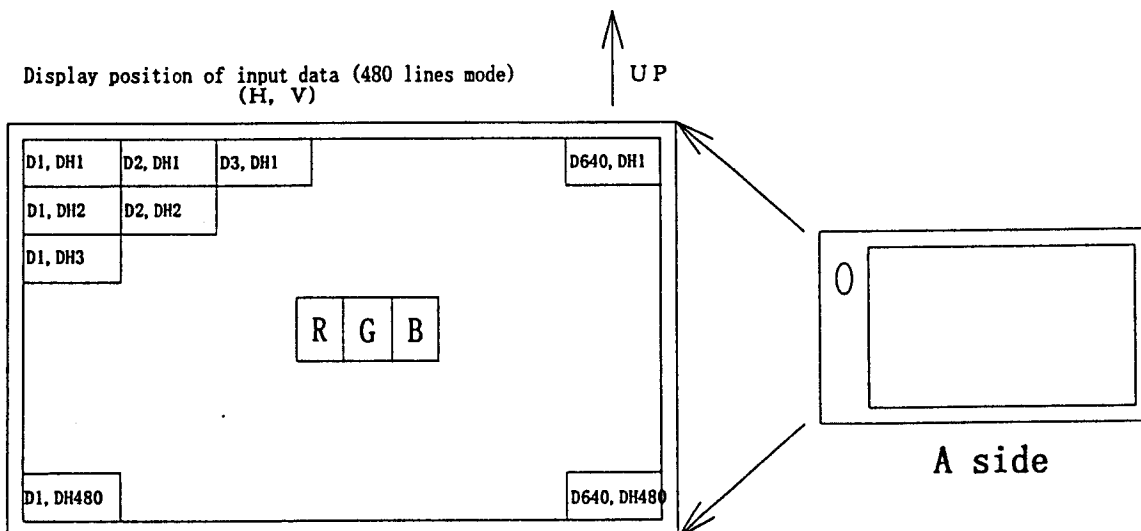 UP
Display position of input data (480 lines mode)
(H, V)
D1, DH1 D2, DH1 D3, DH1 D640, DH1
D1, DH2 D2, DH2
D1, DH3
R G B
A side
D1, DH480 D640, DH480